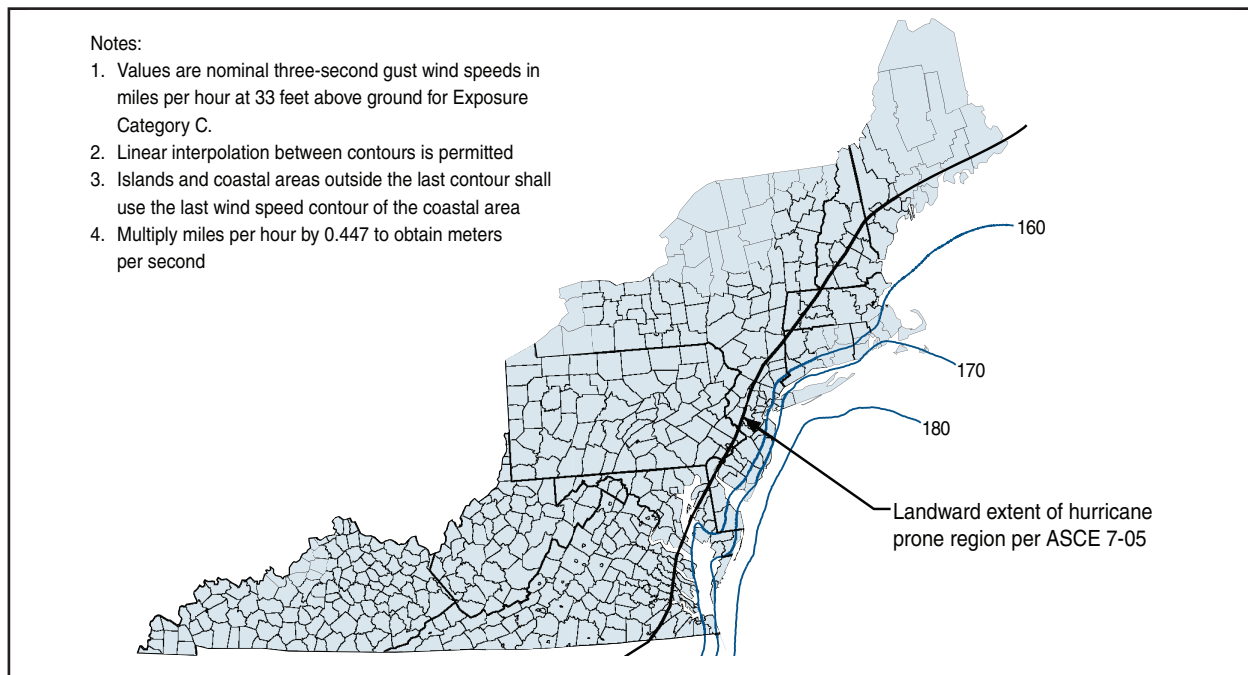 Notes:
1. Values are nominal three-second gust wind speeds in
miles per hour at 33 feet above ground for Exposure
Category C.
2. Linear interpolation between contours is permitted
3. Islands and coastal areas outside the last contour shall
use the last wind speed contour of the coastal area
4. Multiply miles per hour by 0.447 to obtain meters
per second
160
170
180
Landward extent of hurricane
prone region per ASCE 7-05